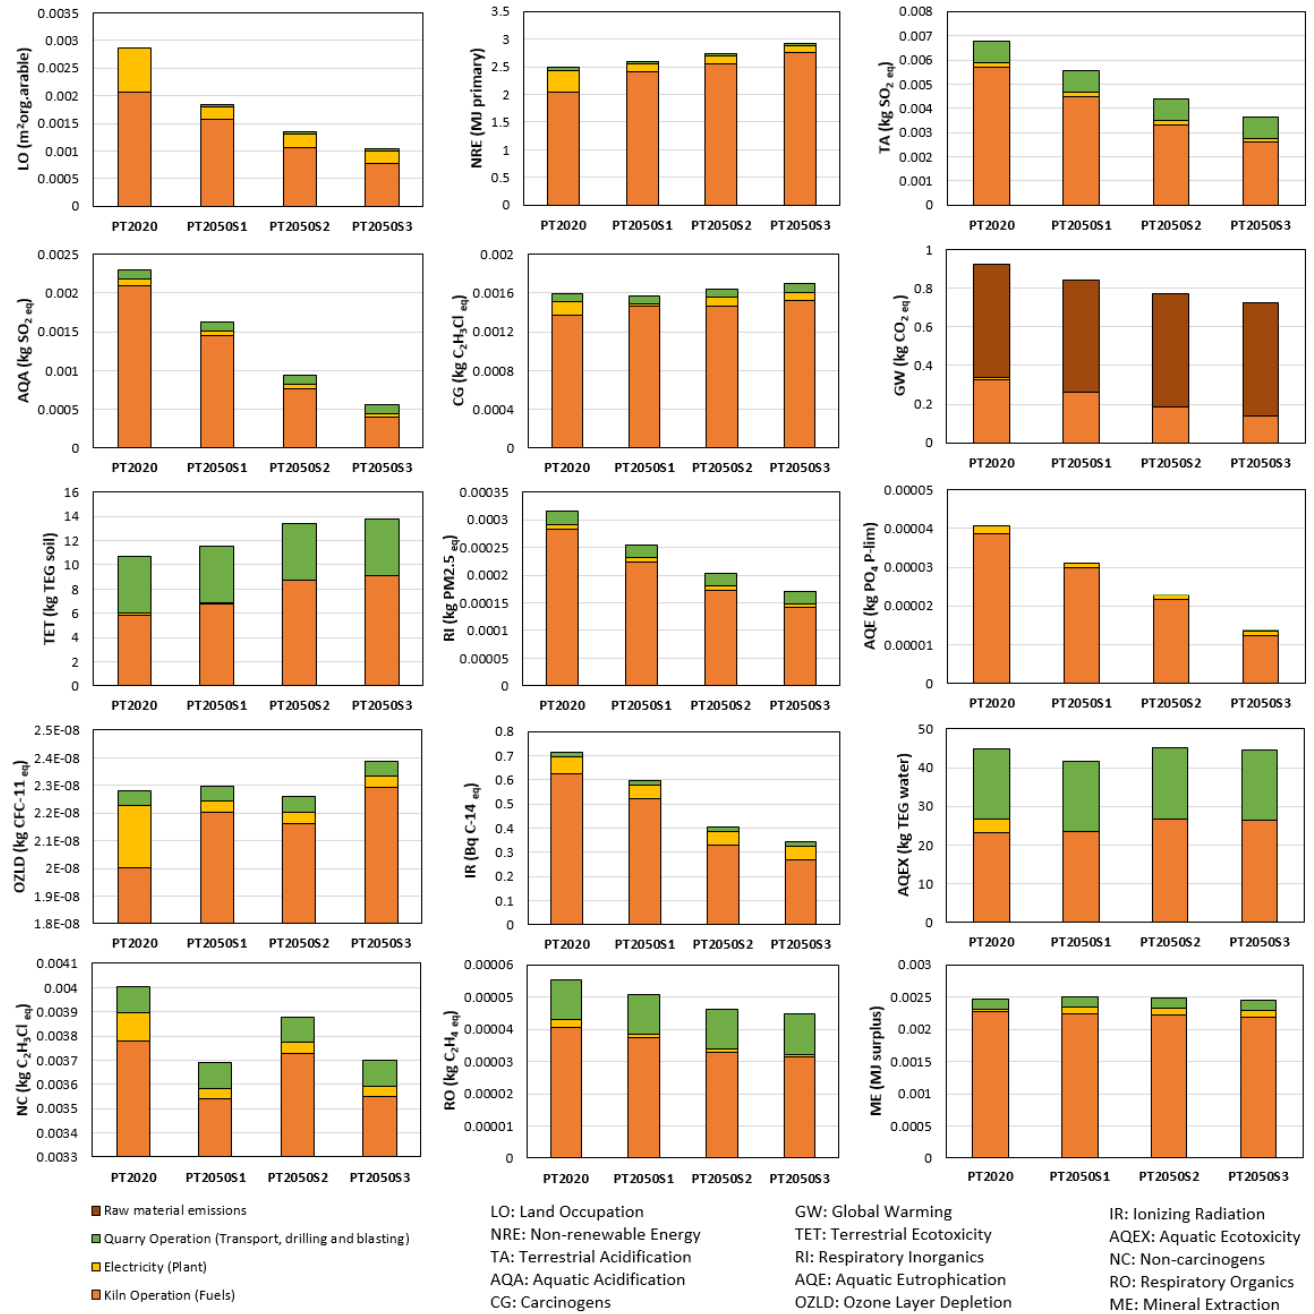 LO (m²org.arable)
0.0035
0.003
0.0025
0.002
0.0015
0.001
0.0005
0
PT2020 PT2050S1 PT2050S2 PT2050S3
NRE (MJ primary)
3.5
3
2.5
2
1.5
1
0.5
0
PT2020 PT2050S1 PT2050S2 PT2050S3
TA (kg SO2 eq)
0.008
0.007
0.006
0.005
0.004
0.003
0.002
0.001
0
PT2020 PT2050S1 PT2050S2 PT2050S3
AQA (kg SO2 eq)
0.0025
0.002
0.0015
0.001
0.0005
0
PT2020 PT2050S1 PT2050S2 PT2050S3
CG (kg C2H3Cl eq)
0.002
0.0016
0.0012
0.0008
0.0004
0
PT2020 PT2050S1 PT2050S2 PT2050S3
GW (kg CO2 eq)
1
0.8
0.6
0.4
0.2
0
PT2020 PT2050S1 PT2050S2 PT2050S3
TET (kg TEG soil)
16
14
12
10
8
6
4
2
0
PT2020 PT2050S1 PT2050S2 PT2050S3
RI (kg PM2.5 eq)
0.00035
0.0003
0.00025
0.0002
0.00015
0.0001
0.00005
0
PT2020 PT2050S1 PT2050S2 PT2050S3
AQE (kg PO4 P-lim)
0.00005
0.00004
0.00003
0.00002
0.00001
0
PT2020 PT2050S1 PT2050S2 PT2050S3
OZLD (kg CFC-11 eq)
2.5E-08
2.4E-08
2.3E-08
2.2E-08
2.1E-08
2E-08
1.9E-08
1.8E-08
PT2020 PT2050S1 PT2050S2 PT2050S3
IR (Bq C-14 eq)
0.8
0.7
0.6
0.5
0.4
0.3
0.2
0.1
0
PT2020 PT2050S1 PT2050S2 PT2050S3
AQEX (kg TEG water)
50
40
30
20
10
0
PT2020 PT2050S1 PT2050S2 PT2050S3
NC (kg C2H3Cl eq)
0.0041
0.004
0.0039
0.0038
0.0037
0.0036
0.0035
0.0034
0.0033
PT2020 PT2050S1 PT2050S2 PT2050S3
RO (kg C2H4 eq)
0.00006
0.00005
0.00004
0.00003
0.00002
0.00001
0
PT2020 PT2050S1 PT2050S2 PT2050S3
ME (MJ surplus)
0.003
0.0025
0.002
0.0015
0.001
0.0005
0
PT2020 PT2050S1 PT2050S2 PT2050S3
Raw material emissions
Quarry Operation (Transport, drilling and blasting)
Electricity (Plant)
Kiln Operation (Fuels)
LO: Land Occupation
NRE: Non-renewable Energy
TA: Terrestrial Acidification
AQA: Aquatic Acidification
CG: Carcinogens
GW: Global Warming
TET: Terrestrial Ecotoxicity
RI: Respiratory Inorganics
AQE: Aquatic Eutrophication
OZLD: Ozone Layer Depletion
IR: Ionizing Radiation
AQEX: Aquatic Ecotoxicity
NC: Non-carcinogens
RO: Respiratory Organics
ME: Mineral Extraction